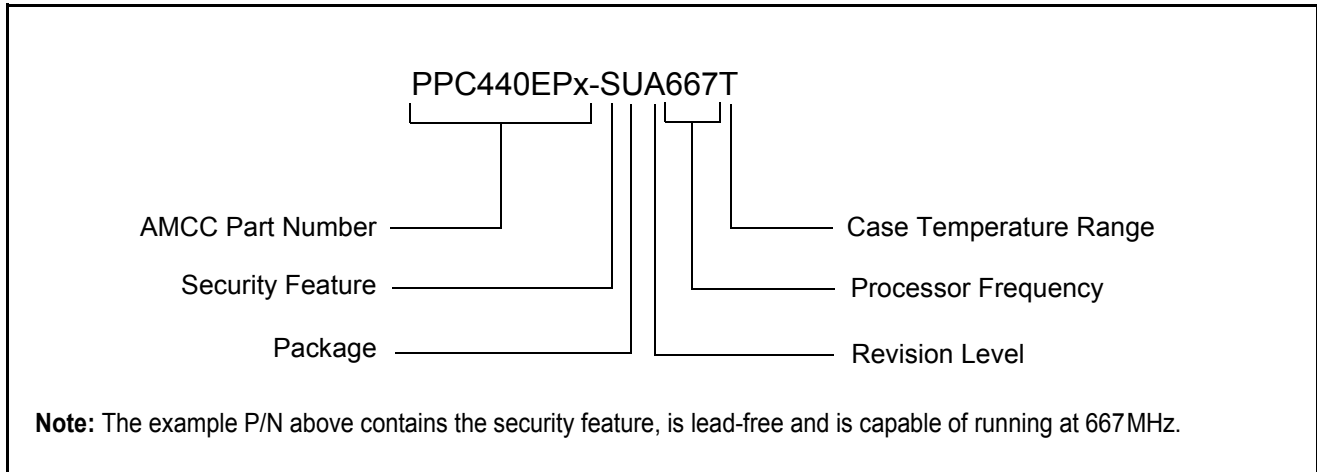 PPC440EPx-SUA667T
AMCC Part Number
Case Temperature Range
Security Feature
Processor Frequency
Package
Revision Level
Note: The example P/N above contains the security feature, is lead-free and is capable of running at 667MHz.